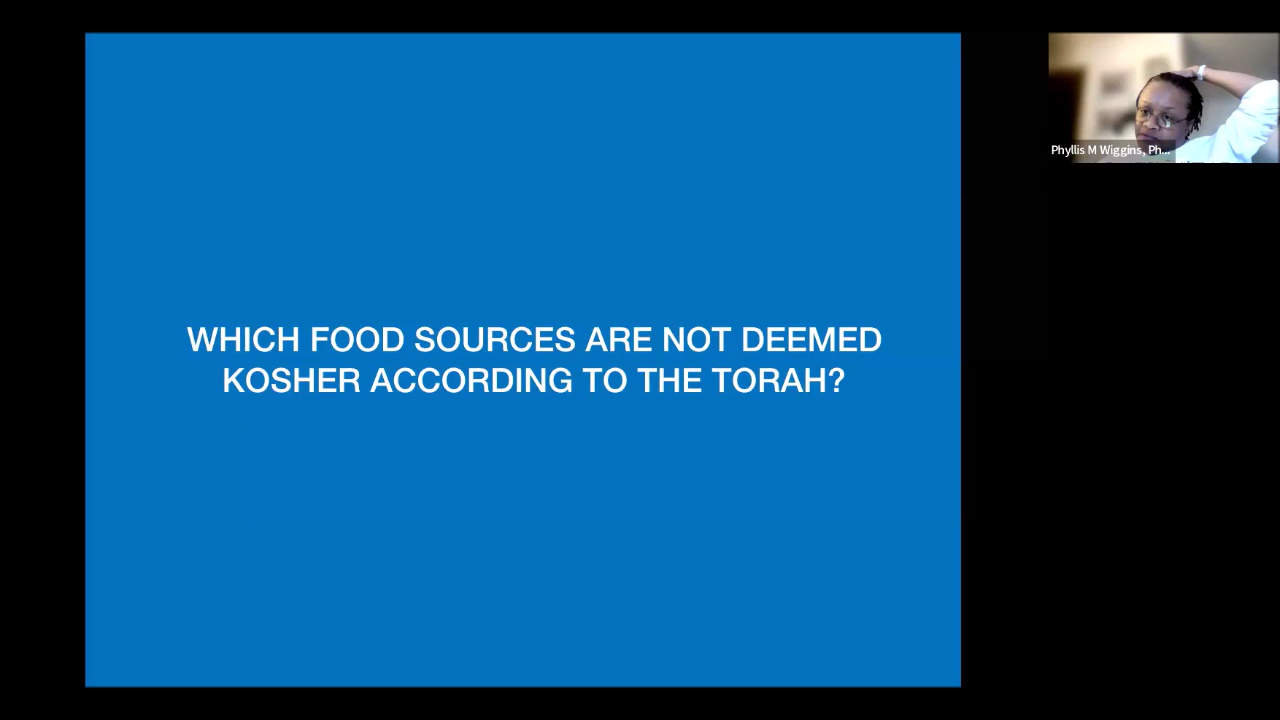 WHICH FOOD SOURCES ARE NOT DEEMED
KOSHER ACCORDING TO THE TORAH?
Phyllis M Wiggins, Ph...